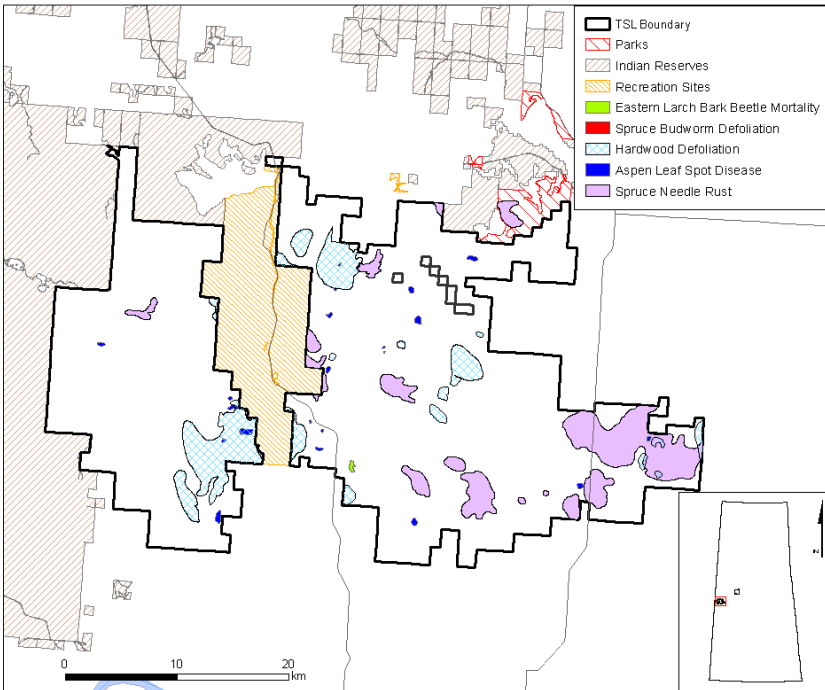 TSL Boundary
Parks
Indian Reserves
Recreation Sites
Eastern Larch Bark Beetle Mortality
Spruce Budworm Defoliation
Hardwood Defoliation
Aspen Leaf Spot Disease
Spruce Needle Rust
0 10 20
km
z